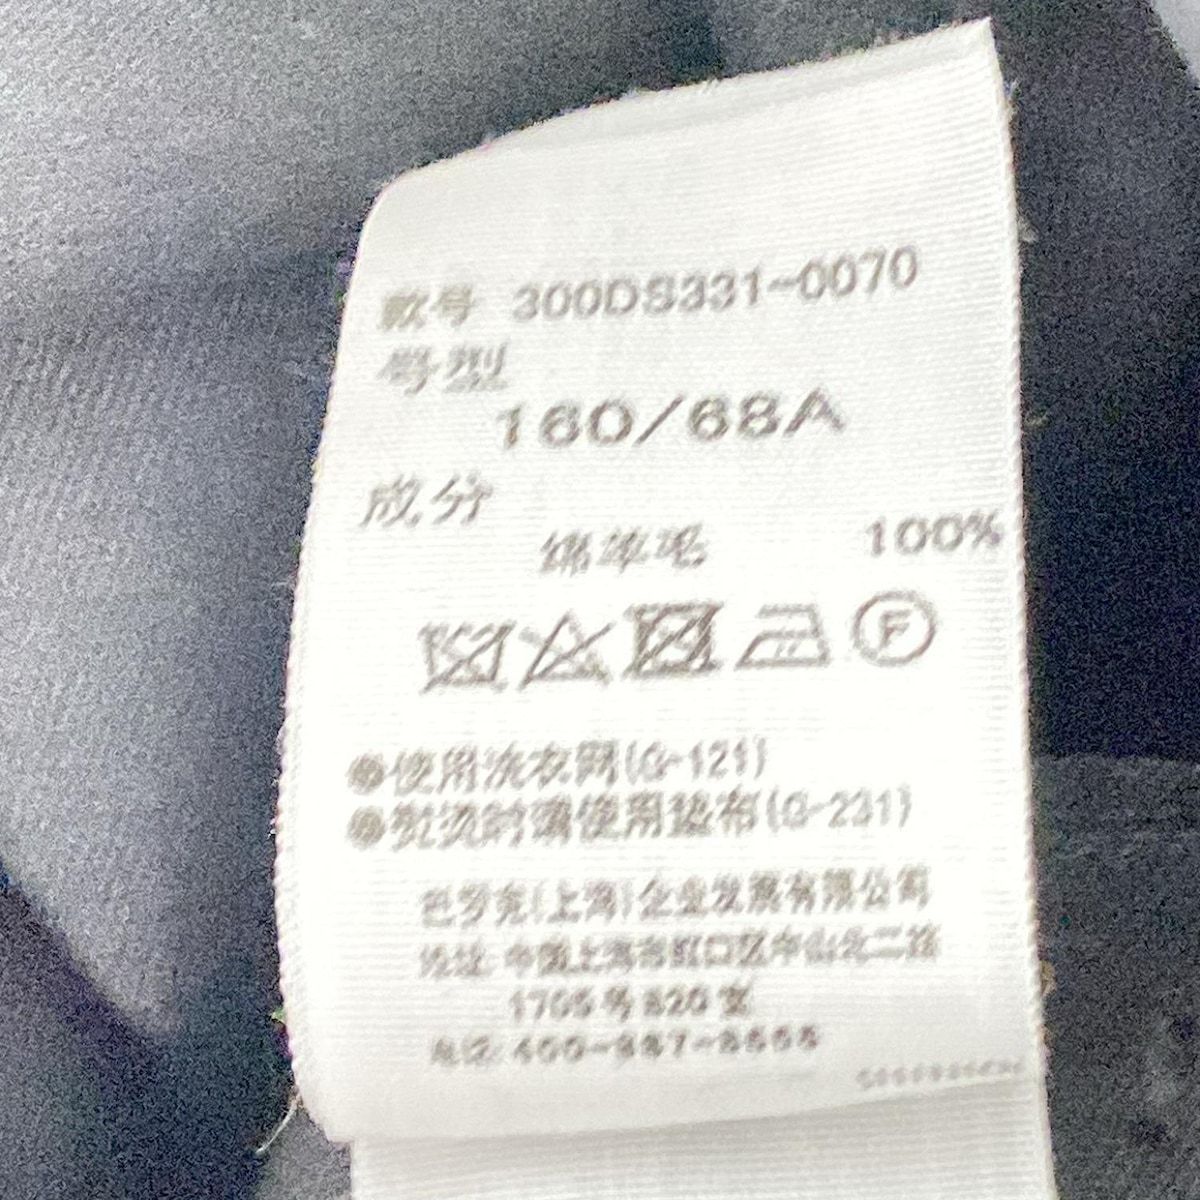 款号 300DS331-0070
号型
160/68A
成分
绵羊毛 100%
F
●使用洗衣网(G-121)
●熨烫时请使用垫布(G-231)
巴罗克(上海)企业发展有限公司
地址:中国上海市虹口区中山北二路
1705号820室
电话: